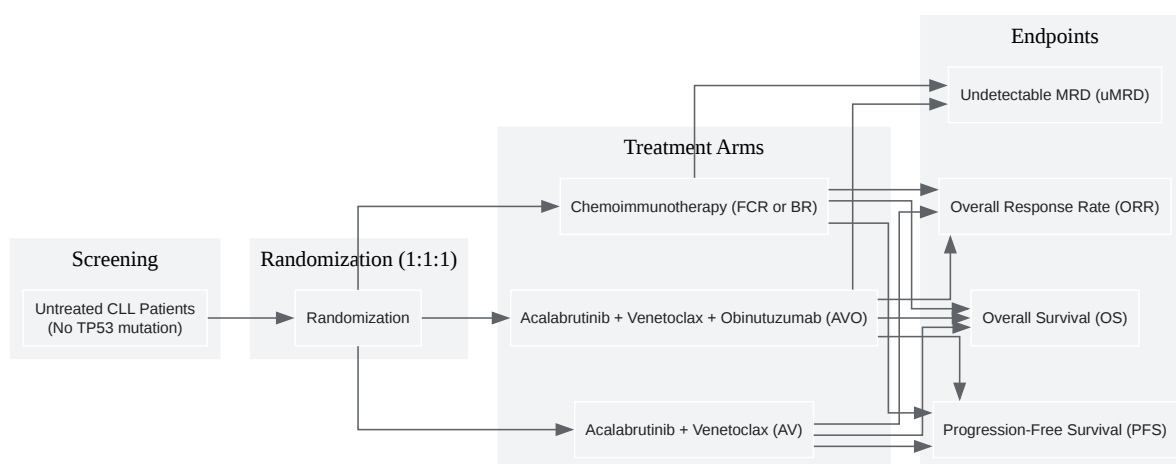 Screening
Untreated CLL Patients
(No TP53 mutation)
Randomization (1:1:1)
Randomization
Treatment Arms
Chemoimmunotherapy (FCR or BR)
Acalabrutinib + Venetoclax + Obinutuzumab (AVO)
Acalabrutinib + Venetoclax (AV)
Endpoints
Undetectable MRD (uMRD)
Overall Response Rate (ORR)
Overall Survival (OS)
Progression-Free Survival (PFS)